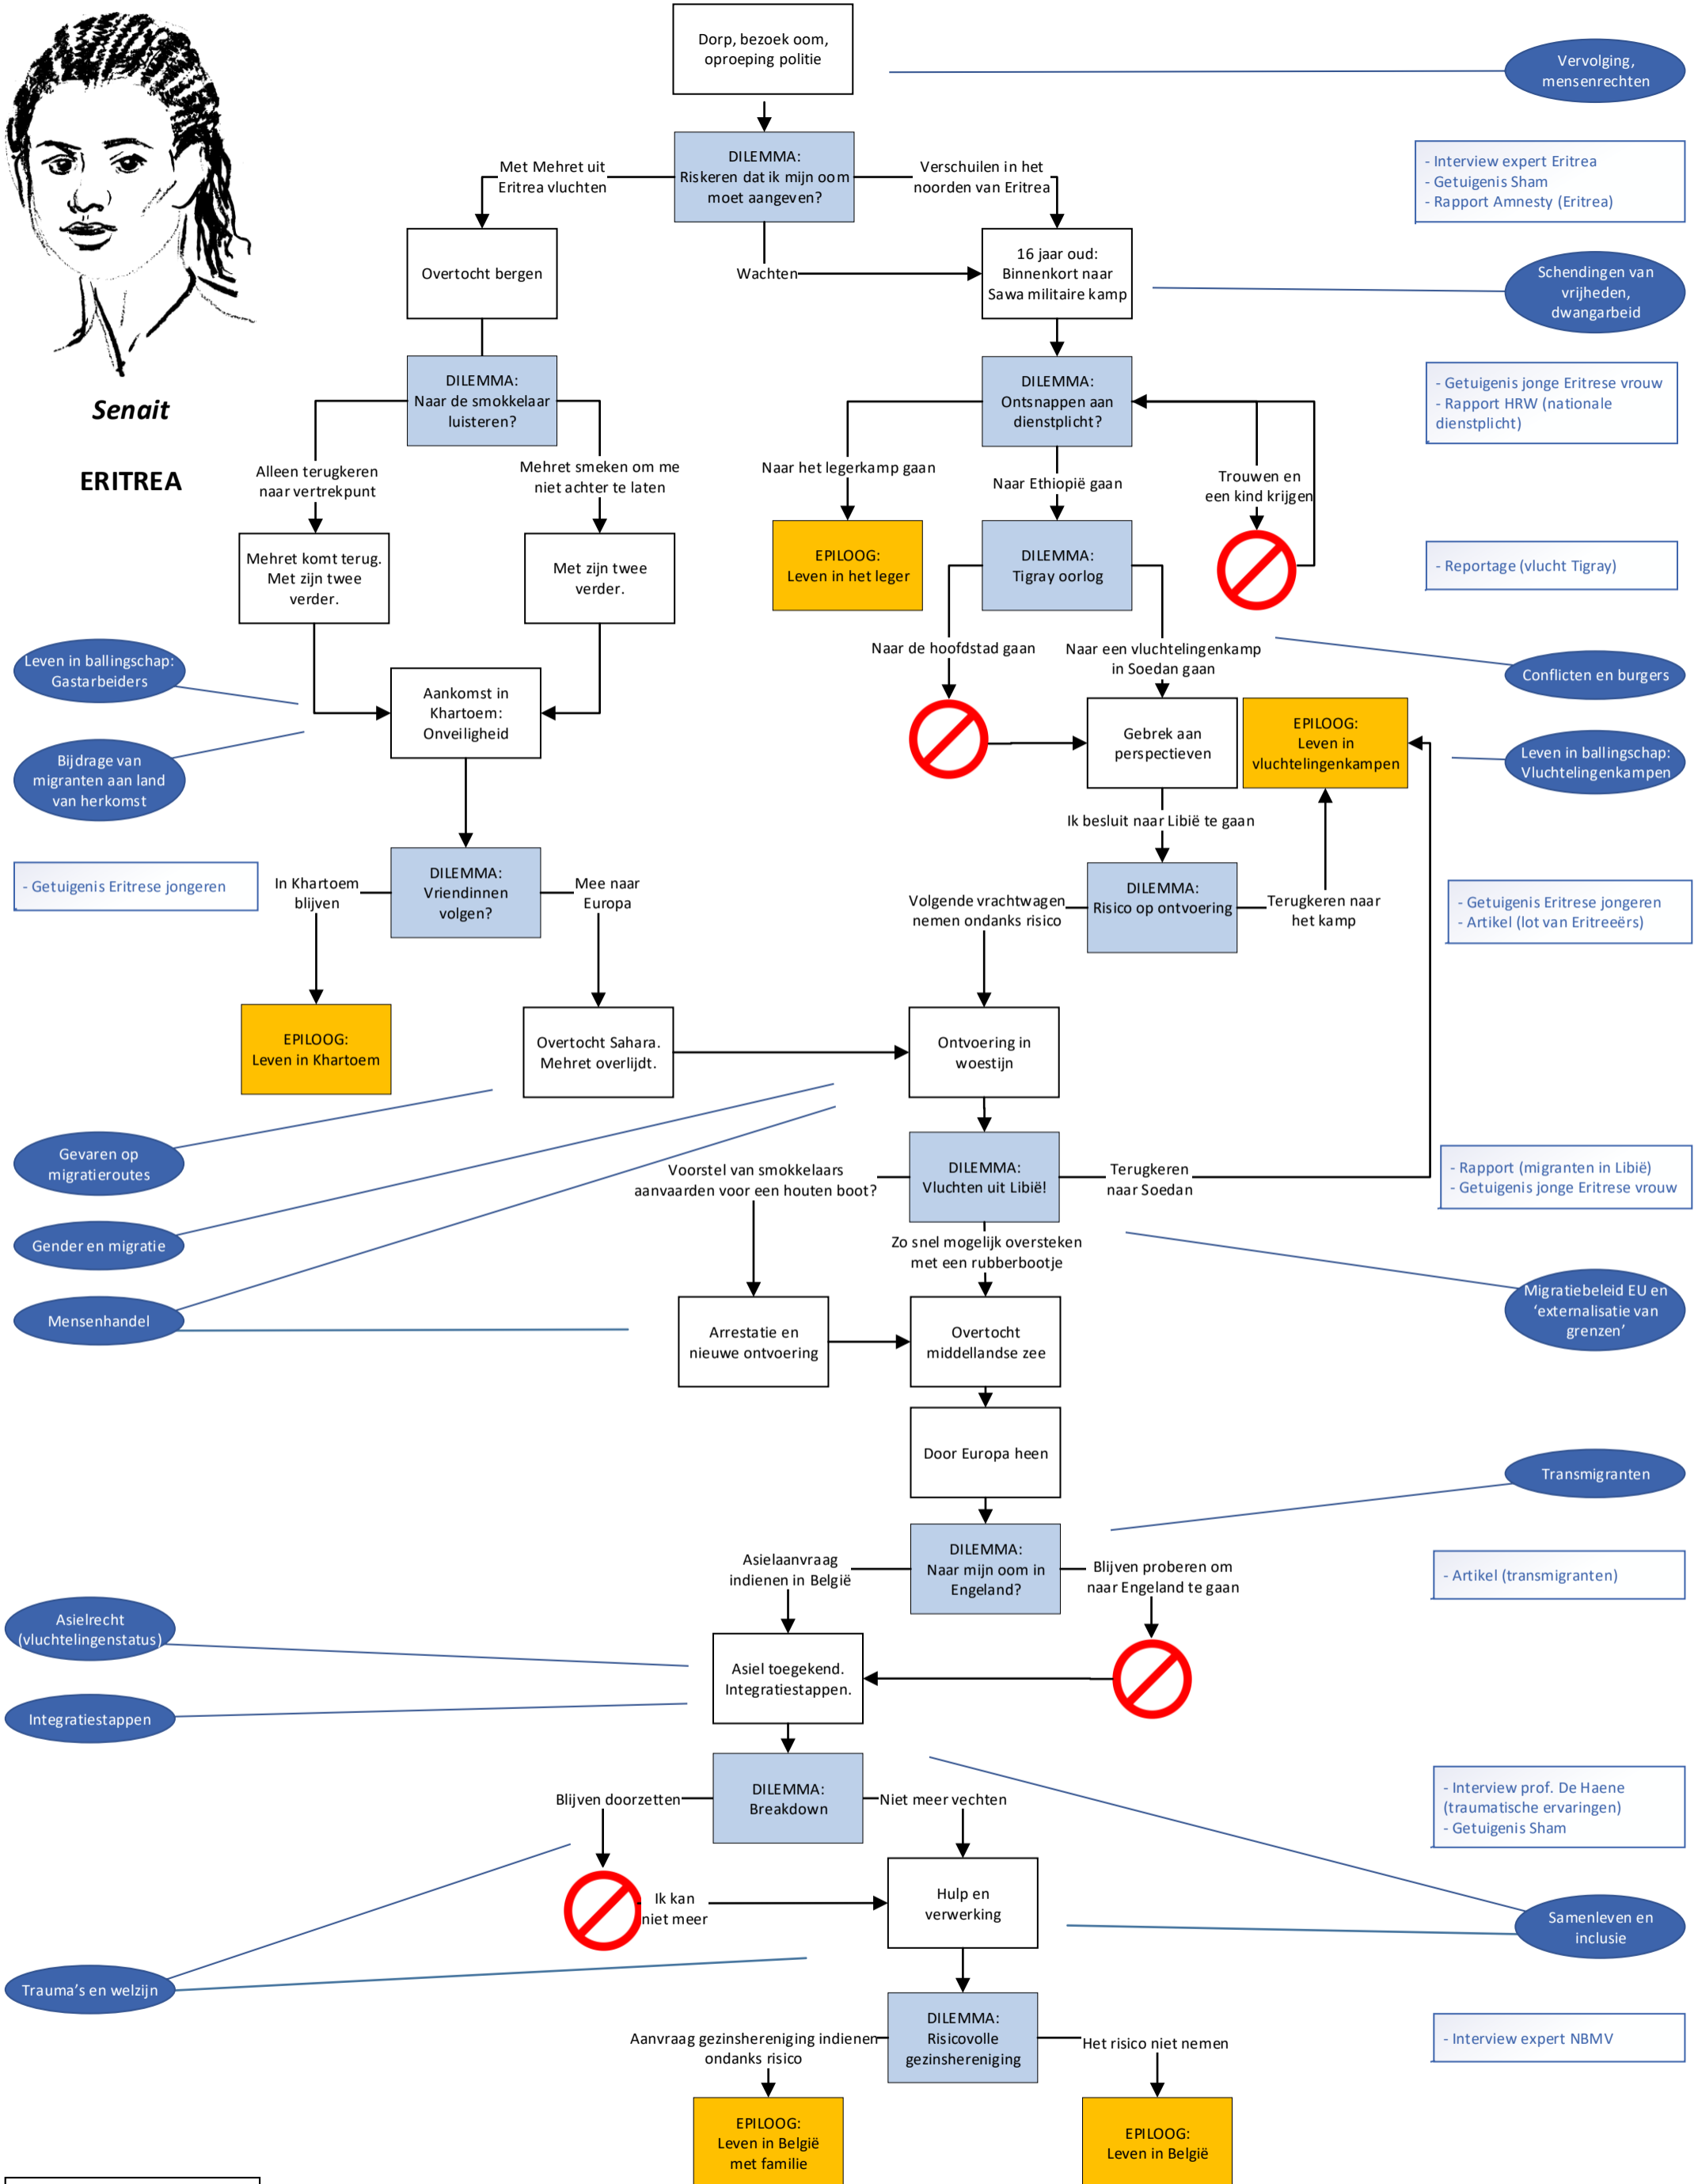 Dorp, bezoek oom,
oproeping politie
Vervolging,
mensenrechten
DILEMMA:
Riskeren dat ik mijn oom
moet aangeven?
Met Mehret uit
Eritrea vluchten
Verschuilen in het
noorden van Eritrea
- Interview expert Eritrea
- Getuigenis Sham
- Rapport Amnesty (Eritrea)
Overtocht bergen
Wachten
16 jaar oud:
Binnenkort naar
Sawa militaire kamp
Schendingen van
vrijheden,
dwangarbeid
Senait
ERITREA
DILEMMA:
Naar de smokkelaar
luisteren?
DILEMMA:
Ontsnappen aan
dienstplicht?
- Getuigenis jonge Eritrese vrouw
- Rapport HRW (nationale
dienstplicht)
Alleen terugkeren
naar vertrekpunt
Mehret smeken om me
niet achter te laten
Naar het legerkamp gaan
Naar Ethiopië gaan
Trouwen en
een kind krijgen
Mehret komt terug.
Met zijn twee
verder.
Met zijn twee
verder.
EPILOOG:
Leven in het leger
DILEMMA:
Tigray oorlog
- Reportage (vlucht Tigray)
Naar de hoofdstad gaan
Naar een vluchtelingenkamp
in Soedan gaan
Leven in ballingschap:
Gastarbeiders
Conflicten en burgers
Aankomst in
Khartoem:
Onveiligheid
Gebrek aan
perspectieven
EPILOOG:
Leven in
vluchtelingenkampen
Leven in ballingschap:
Vluchtelingenkampen
Bijdrage van
migranten aan land
van herkomst
Ik besluit naar Libië te gaan
- Getuigenis Eritrese jongeren
In Khartoem
blijven
DILEMMA:
Vriendinnen
volgen?
Mee naar
Europa
Volgende vrachtwagen
nemen ondanks risico
DILEMMA:
Risico op ontvoering
Terugkeren naar
het kamp
- Getuigenis Eritrese jongeren
- Artikel (lot van Eritreeërs)
EPILOOG:
Leven in Khartoem
Overtocht Sahara.
Mehret overlijdt.
Ontvoering in
woestijn
Gevaren op
migratieroutes
Voorstel van smokkelaars
aanvaarden voor een houten boot?
DILEMMA:
Vluchten uit Libië!
Terugkeren
naar Soedan
- Rapport (migranten in Libië)
- Getuigenis jonge Eritrese vrouw
Gender en migratie
Zo snel mogelijk oversteken
met een rubberbootje
Mensenhandel
Arrestatie en
nieuwe ontvoering
Overtocht
middellandse zee
Migratiebeleid EU en
‘externalisatie van
grenzen’
Door Europa heen
Transmigranten
Asielaanvraag
indienen in België
DILEMMA:
Naar mijn oom in
Engeland?
Blijven proberen om
naar Engeland te gaan
- Artikel (transmigranten)
Asielrecht
(vluchtelingenstatus)
Asiel toegekend.
Integratiestappen.
Integratiestappen
Blijven doorzetten
DILEMMA:
Breakdown
Niet meer vechten
- Interview prof. De Haene
(traumatische ervaringen)
- Getuigenis Sham
Ik kan
niet meer
Hulp en
verwerking
Samenleven en
inclusie
Trauma’s en welzijn
Aanvraag gezinshereniging indienen
ondanks risico
DILEMMA:
Risicovolle
gezinshereniging
Het risico niet nemen
- Interview expert NBMV
EPILOOG:
Leven in België
met familie
EPILOOG:
Leven in België